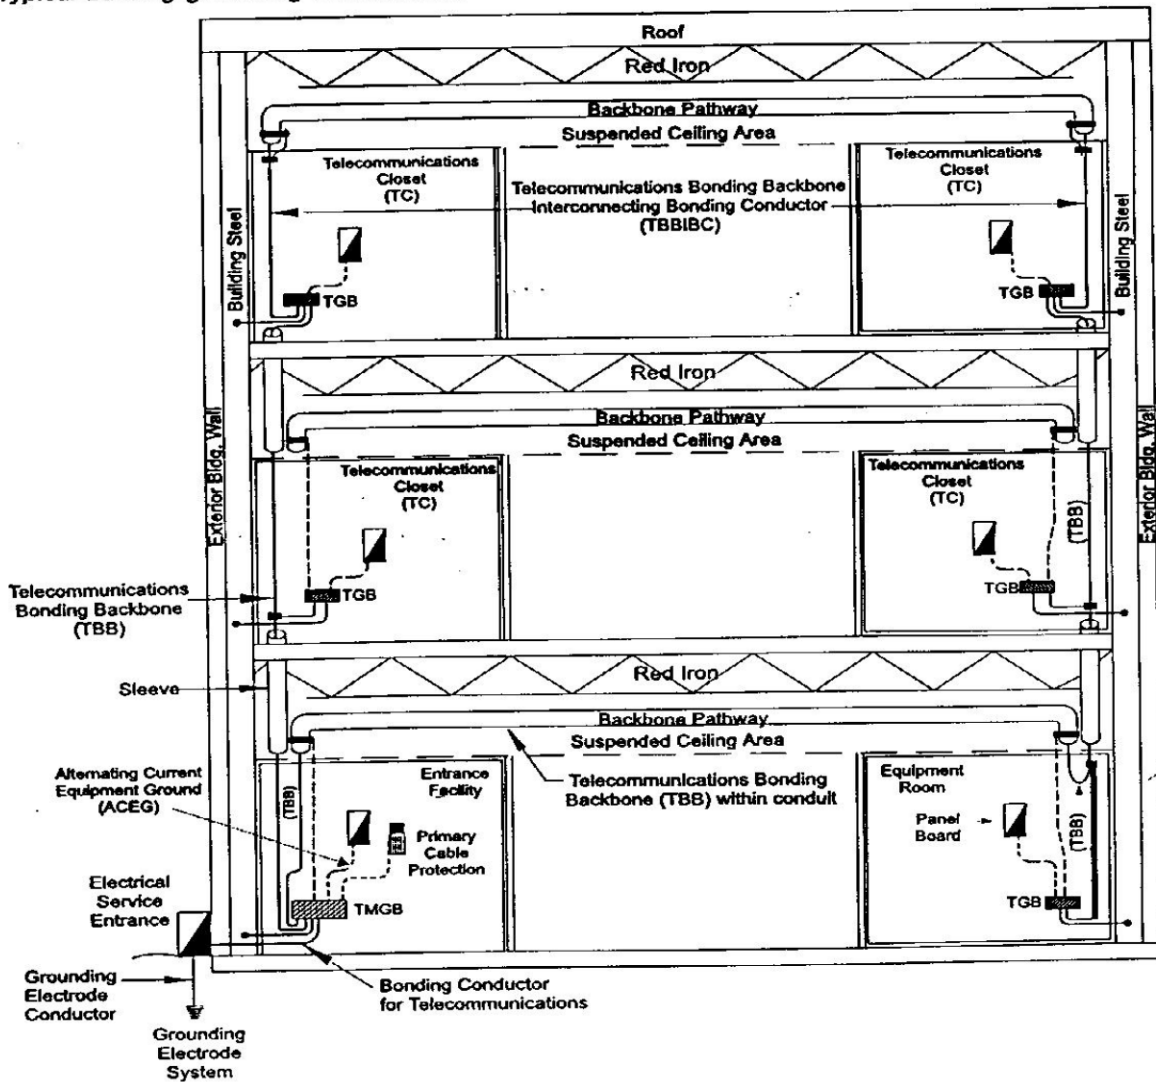 Roof
Red Iron
Backbone Pathway
Suspended Ceiling Area
Telecommunications
Closet
(TC)
Telecommunications Bonding Backbone
Interconnecting Bonding Conductor
(TBBIBC)
Telecommunications
Closet
(TC)
Building Steel
TGB
TGB
Building Steel
Red Iron
Backbone Pathway
Suspended Ceiling Area
Exterior Bldg. Wall
Telecommunications
Closet
(TC)
Telecommunications
Closet
(TC)
(TBB)
Exterior Bldg. Wall
Telecommunications
Bonding Backbone
(TBB)
TGB
TGB
Sleeve
Red Iron
Backbone Pathway
Suspended Ceiling Area
Alternating Current
Equipment Ground
(ACEG)
(TBB)
Entrance
Facility
Telecommunications Bonding
Backbone (TBB) within conduit
Equipment
Room
Panel
Board
(TBB)
Primary
Cable
Protection
Electrical
Service
Entrance
TMGB
TGB
Grounding
Electrode
Conductor
Bonding Conductor
for Telecommunications
Grounding
Electrode
System